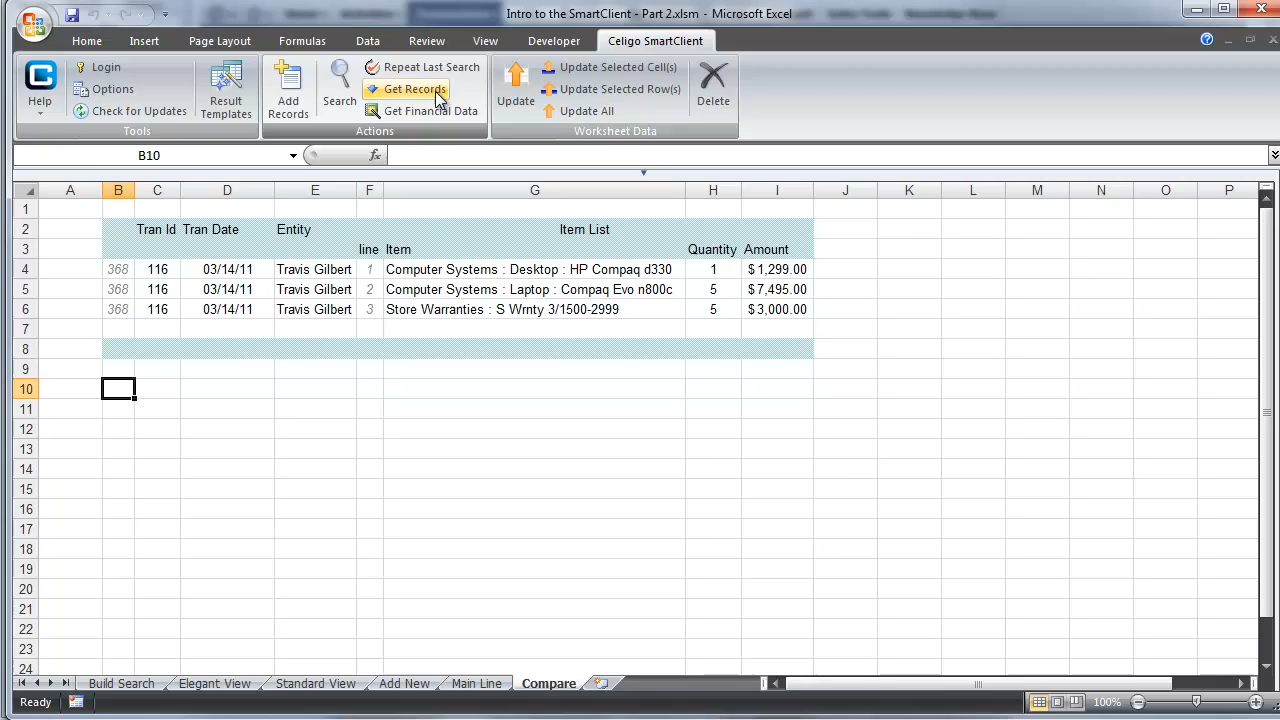 Intro to the SmartClient - Part 2.xlsm - Microsoft Excel
Home Insert Page Layout Formulas Data Review View Developer Celigo SmartClient
Help
Login
Options
Check for Updates
Result Templates
Tools
Add Records
Search
Repeat Last Search
Get Records
Get Financial Data
Actions
Update
Update Selected Cell(s)
Update Selected Row(s)
Update All
Delete
Worksheet Data
B10 fx
A B C D E F G H I J K L M N O P
1
2 Tran Id Tran Date Entity Item List
3 line Item Quantity Amount
4 368 116 03/14/11 Travis Gilbert 1 Computer Systems : Desktop : HP Compaq d330 1 $ 1,299.00
5 368 116 03/14/11 Travis Gilbert 2 Computer Systems : Laptop : Compaq Evo n800c 5 $ 7,495.00
6 368 116 03/14/11 Travis Gilbert 3 Store Warranties : S Wrnty 3/1500-2999 5 $ 3,000.00
7
8
9
10
11
12
13
14
15
16
17
18
19
20
21
22
23
24
Build Search Elegant View Standard View Add New Main Line Compare
Ready 100%